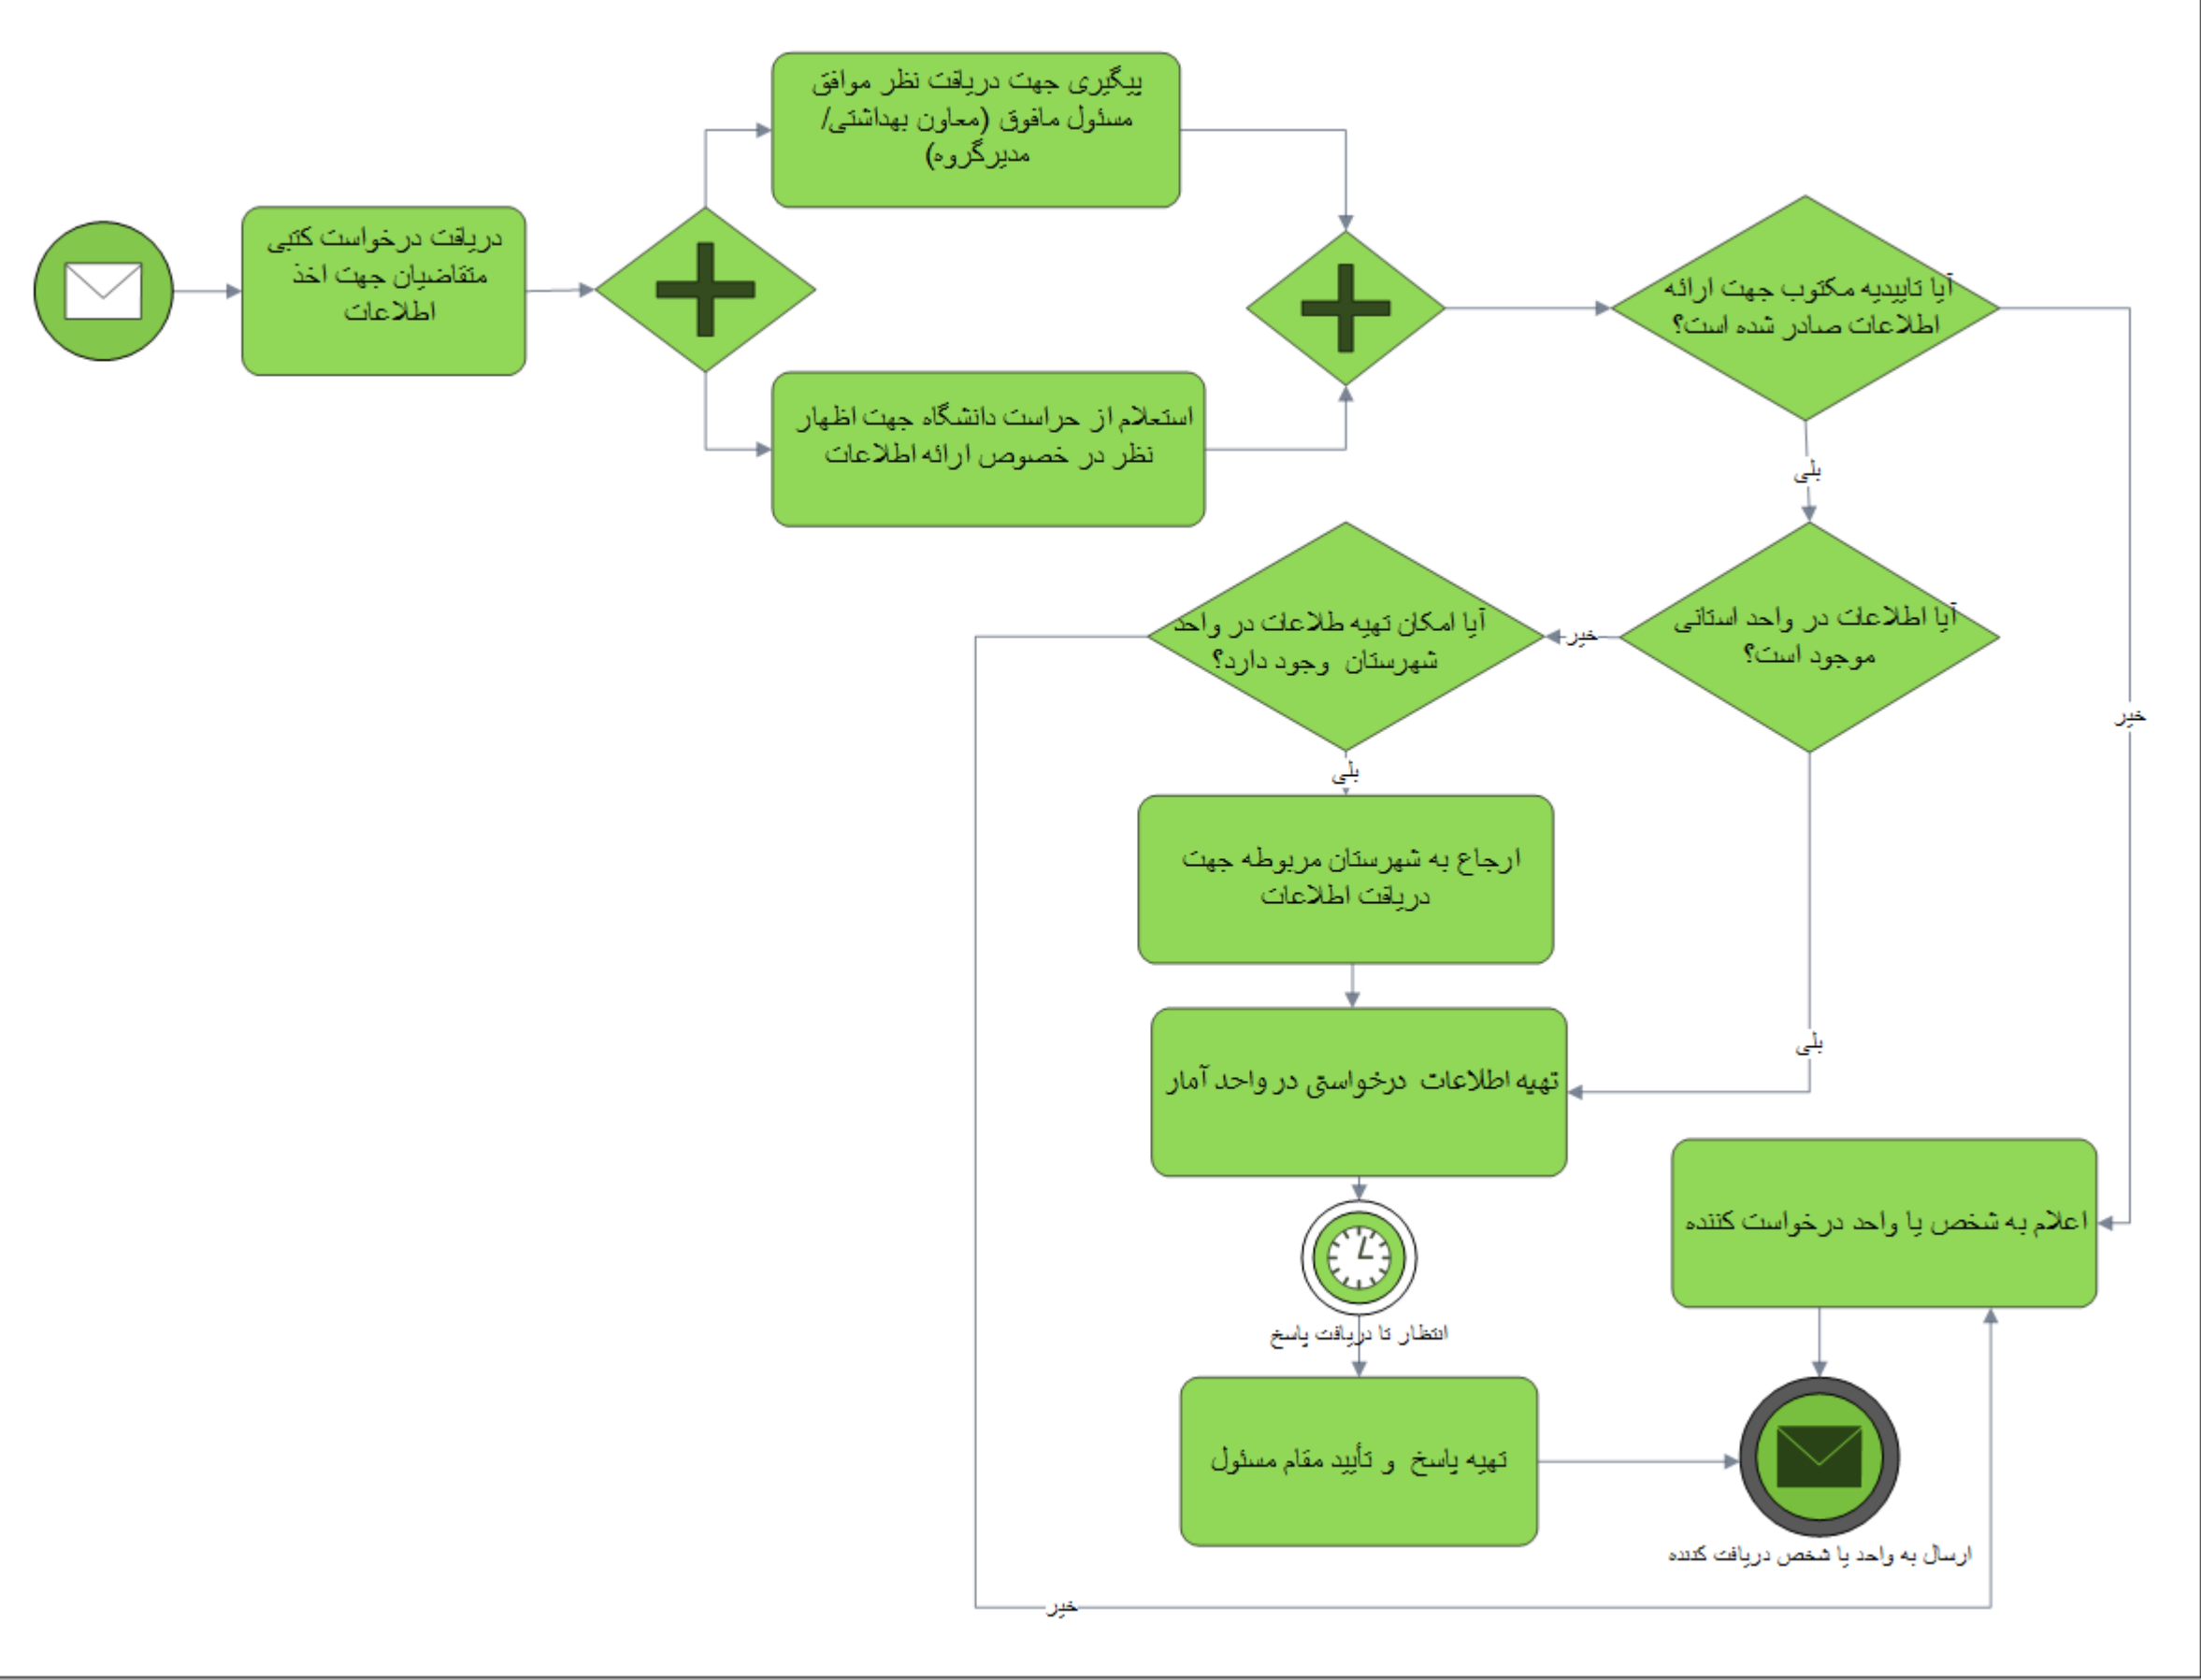 دریافت درخواست کتبی
متقاضیان جهت اخذ
اطلاعات
پیگیری جهت دریافت نظر موافق
مسئول مافوق (معاون بهداشتی/
مدیرگروه)
استعلام از حراست دانشگاه جهت اظهار
نظر در خصوص ارائه اطلاعات
آیا تاییدیه مکتوب جهت ارائه
اطلاعات صادر شده است؟
بلی
خیر
آیا اطلاعات در واحد استانی
موجود است؟
خیر
بلی
آیا امکان تهیه طلاعات در واحد
شهرستان وجود دارد؟
بلی
خیر
ارجاع به شهرستان مربوطه جهت
دریافت اطلاعات
تهیه اطلاعات درخواستی در واحد آمار
انتظار تا دریافت پاسخ
تهیه پاسخ و تأیید مقام مسئول
اعلام به شخص یا واحد درخواست کننده
ارسال به واحد یا شخص دریافت کننده